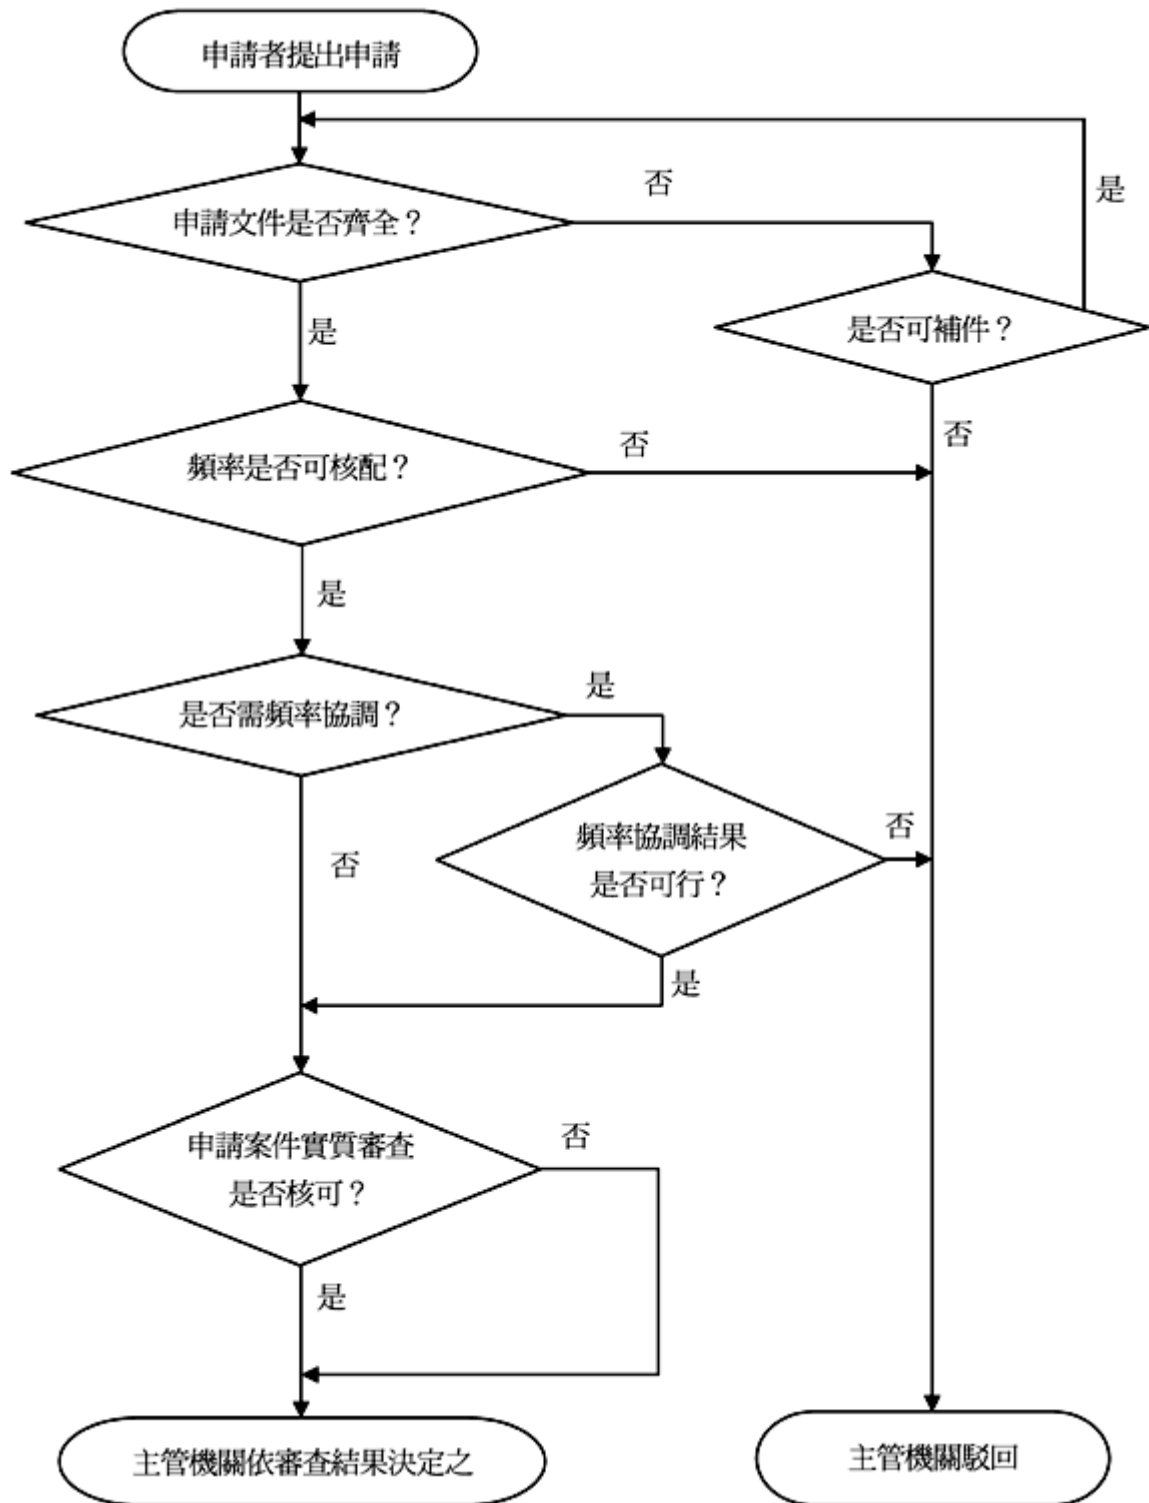 申請者提出申請
否
是
申請文件是否齊全？
是否可補件？
是
否
否
頻率是否可核配？
是
是
是否需頻率協調？
否
頻率協調結果
是否可行？
否
是
申請案件實質審查
是否核可？
否
是
主管機關依審查結果決定之
主管機關駁回